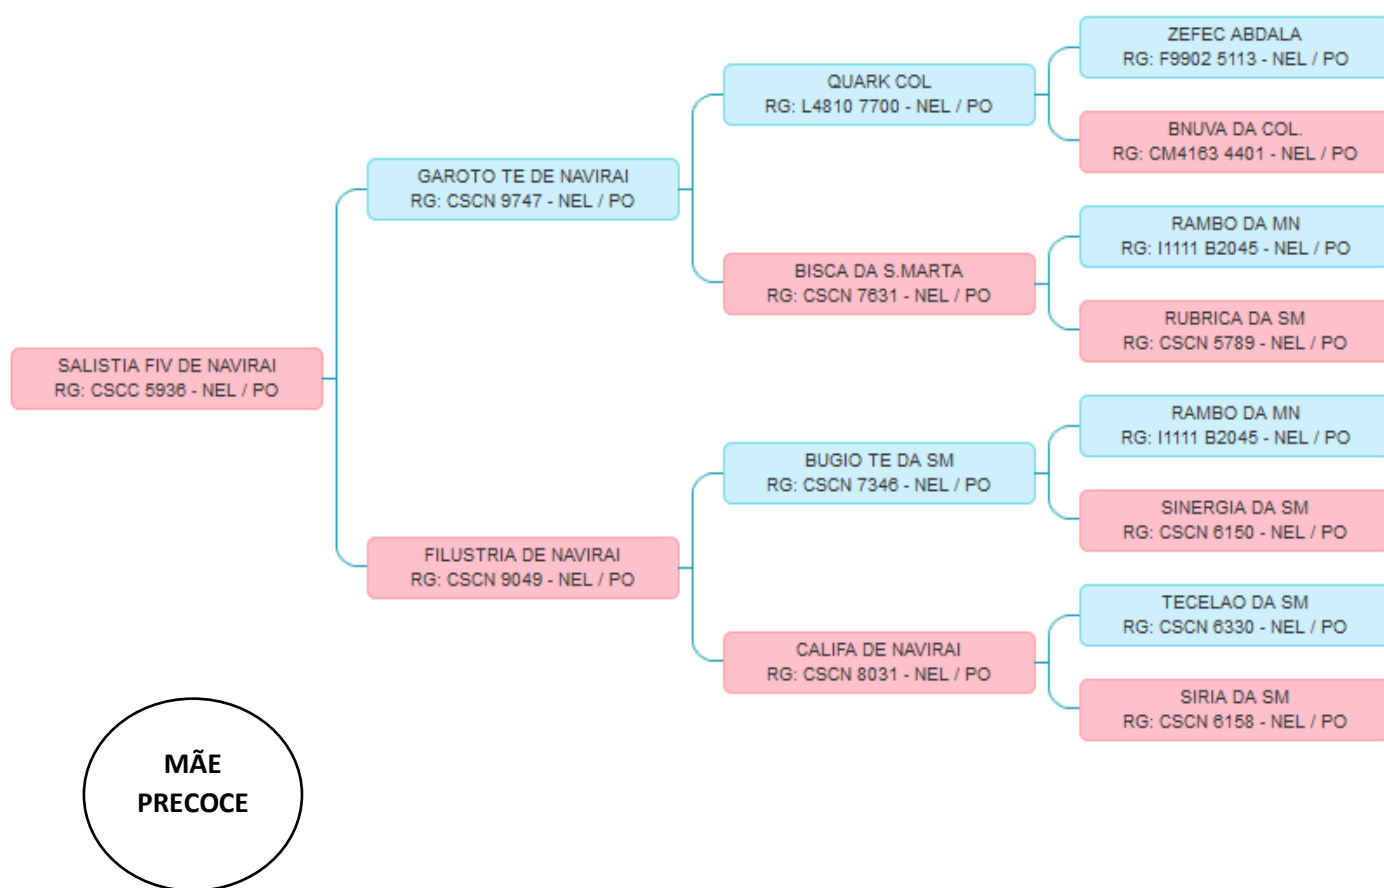 ZEFEC ABDALA
RG: F9902 5113 - NEL / PO
QUARK COL
RG: L4810 7700 - NEL / PO
BNUVA DA COL.
RG: CM4163 4401 - NEL / PO
GAROTO TE DE NAVIRAI
RG: CSCN 9747 - NEL / PO
RAMBO DA MN
RG: I1111 B2045 - NEL / PO
BISCA DA S.MARTA
RG: CSCN 7631 - NEL / PO
RUBRICA DA SM
RG: CSCN 5789 - NEL / PO
SALISTIA FIV DE NAVIRAI
RG: CSCC 5936 - NEL / PO
RAMBO DA MN
RG: I1111 B2045 - NEL / PO
BUGIO TE DA SM
RG: CSCN 7346 - NEL / PO
SINERGIA DA SM
RG: CSCN 6150 - NEL / PO
FILUSTRIA DE NAVIRAI
RG: CSCN 9049 - NEL / PO
TECELAO DA SM
RG: CSCN 6330 - NEL / PO
CALIFA DE NAVIRAI
RG: CSCN 8031 - NEL / PO
SIRIA DA SM
RG: CSCN 6158 - NEL / PO
MÃE
PRECOCE